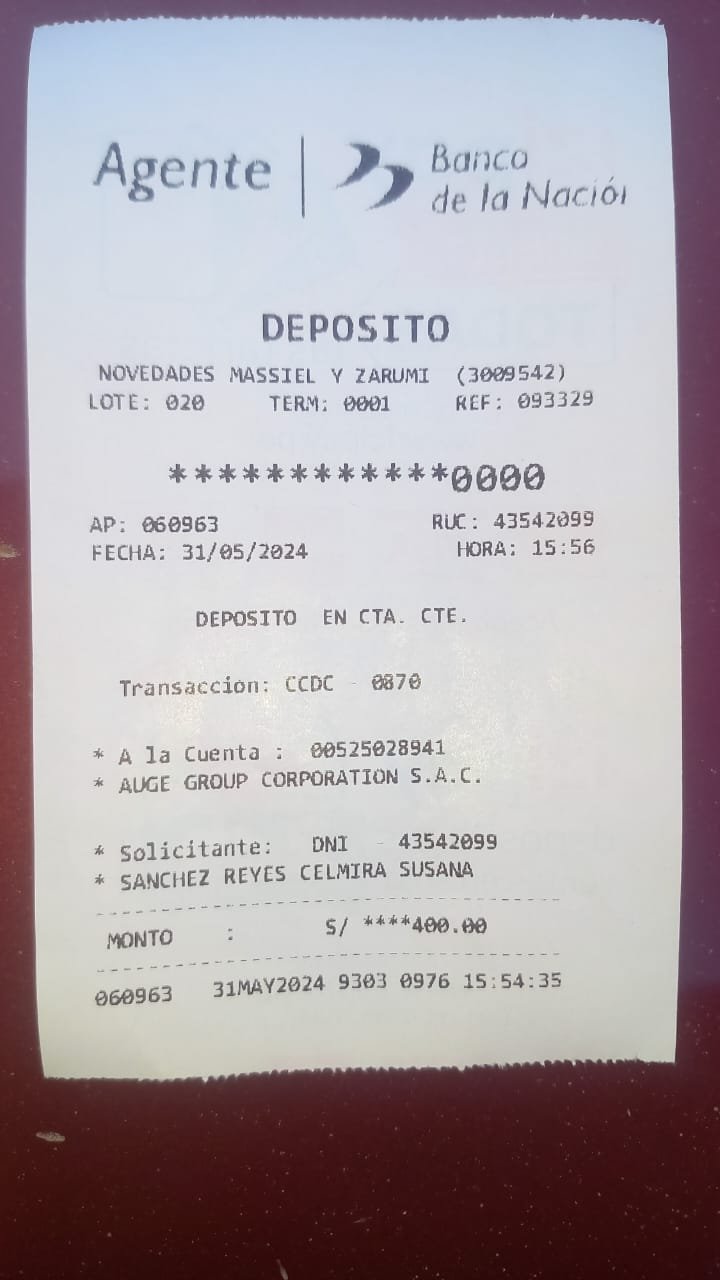 Agente
Banco
de la Nación
DEPOSITO
NOVEDADES MASSIEL Y ZARUMI (3009542)
LOTE: 020 TERM: 0001 REF: 093329
************0000
AP: 060963 RUC: 43542099
FECHA: 31/05/2024 HORA: 15:56
DEPOSITO EN CTA. CTE.
Transaccion: CCDC - 0870
* A la Cuenta : 00525028941
* AUGE GROUP CORPORATION S.A.C.
* Solicitante: DNI - 43542099
* SANCHEZ REYES CELMIRA SUSANA
MONTO : S/ ****400.00
060963 31MAY2024 9303 0976 15:54:35